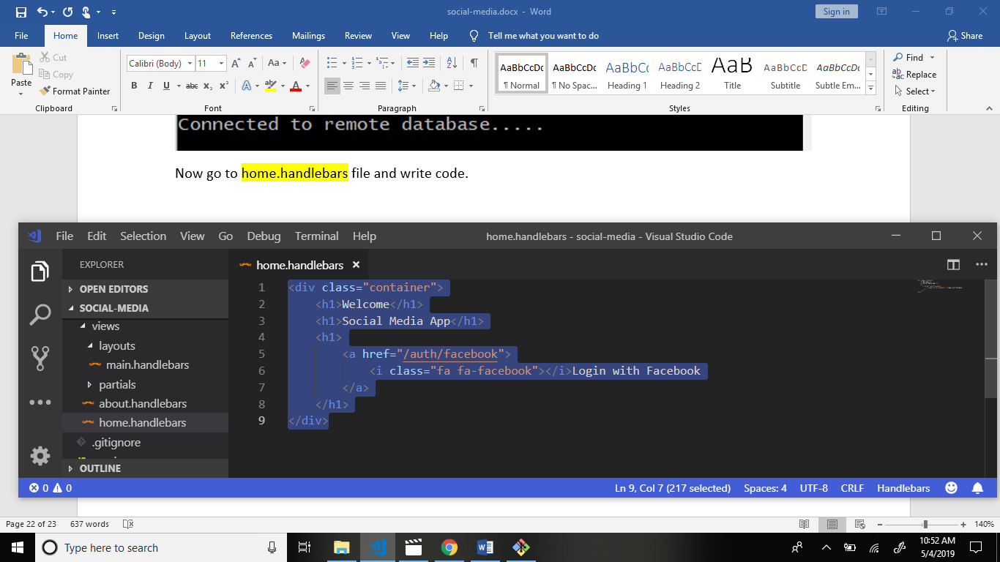 social-media.docx - Word
Sign in
File Home Insert Design Layout References Mailings Review View Help Tell me what you want to do Share
Paste
Cut
Copy
Format Painter
Clipboard
Calibri (Body) 11
Aa
B I U abc x₂ x²
A ab A
Font
Paragraph
AaBbCcDc AaBbCcDc AaBbCc AaBbCcD AaB AaBbCcD AaBbCcDc
¶ Normal ¶ No Spac... Heading 1 Heading 2 Title Subtitle Subtle Em...
Styles
Find
Replace
Select
Editing
Connected to remote database.....
Now go to home.handlebars file and write code.
File Edit Selection View Go Debug Terminal Help
home.handlebars - social-media - Visual Studio Code
EXPLORER
OPEN EDITORS
SOCIAL-MEDIA
views
layouts
main.handlebars
partials
about.handlebars
home.handlebars
.gitignore
OUTLINE
home.handlebars
1 <div class="container">
2 <h1>Welcome</h1>
3 <h1>Social Media App</h1>
4 <h1>
5 <a href="/auth/facebook">
6 <i class="fa fa-facebook"></i>Login with Facebook
7 </a>
8 </h1>
9 </div>
0 0
Ln 9, Col 7 (217 selected) Spaces: 4 UTF-8 CRLF Handlebars
Page 22 of 23 637 words
140%
Type here to search
10:52 AM
5/4/2019